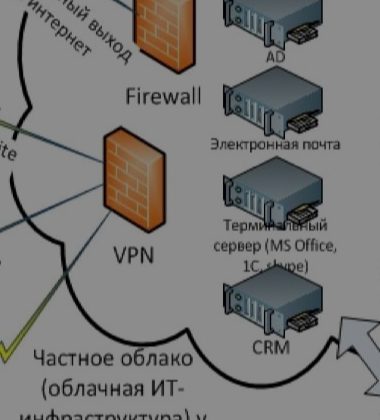 ный выход
интернет
AD
Firewall
Электронная почта
ite
Терминальный
сервер (MS Office,
1C, skype)
VPN
CRM
Частное облако
(облачная ИТ-
инфраструктура) у